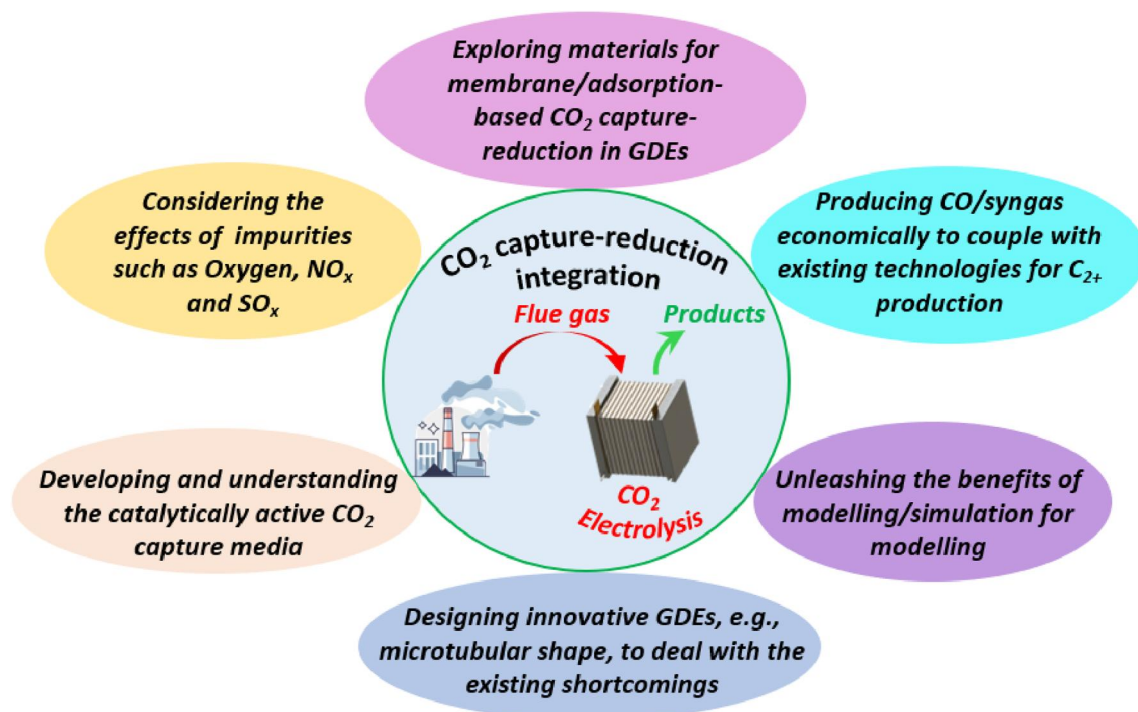 Exploring materials for
membrane/adsorption-
based CO₂ capture-
reduction in GDEs
Considering the
effects of impurities
such as Oxygen, NOₓ
and SOₓ
Producing CO/syngas
economically to couple with
existing technologies for C₂₊
production
CO₂ capture-reduction
integration
Flue gas
Products
CO₂
Electrolysis
Developing and understanding
the catalytically active CO₂
capture media
Unleashing the benefits of
modelling/simulation for
modelling
Designing innovative GDEs, e.g.,
microtubular shape, to deal with the
existing shortcomings